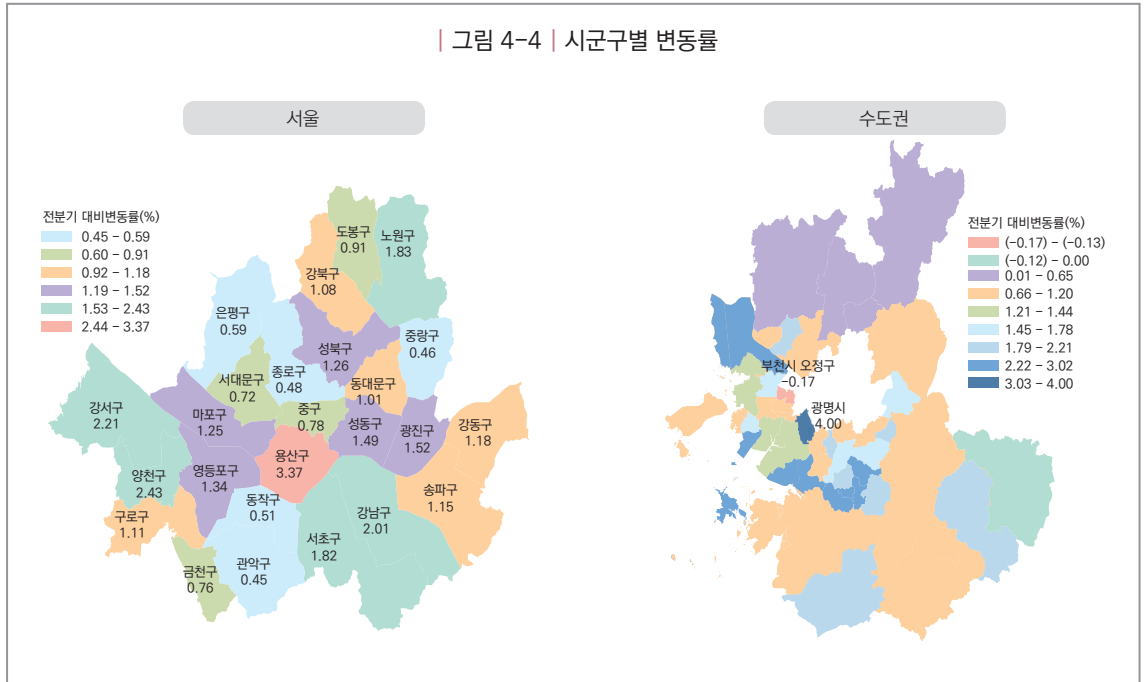 | 그림 4-4 | 시군구별 변동률
서울
전분기 대비변동률(%)
0.45 - 0.59
0.60 - 0.91
0.92 - 1.18
1.19 - 1.52
1.53 - 2.43
2.44 - 3.37
도봉구
0.91
노원구
1.83
강북구
1.08
은평구
0.59
성북구
1.26
중랑구
0.46
종로구
0.48
서대문구
0.72
동대문구
1.01
강서구
2.21
마포구
1.25
중구
0.78
성동구
1.49
광진구
1.52
강동구
1.18
양천구
2.43
영등포구
1.34
용산구
3.37
송파구
1.15
구로구
1.11
동작구
0.51
강남구
2.01
서초구
1.82
금천구
0.76
관악구
0.45
수도권
전분기 대비변동률(%)
(-0.17) - (-0.13)
(-0.12) - 0.00
0.01 - 0.65
0.66 - 1.20
1.21 - 1.44
1.45 - 1.78
1.79 - 2.21
2.22 - 3.02
3.03 - 4.00
부천시 오정구
-0.17
광명시
4.00